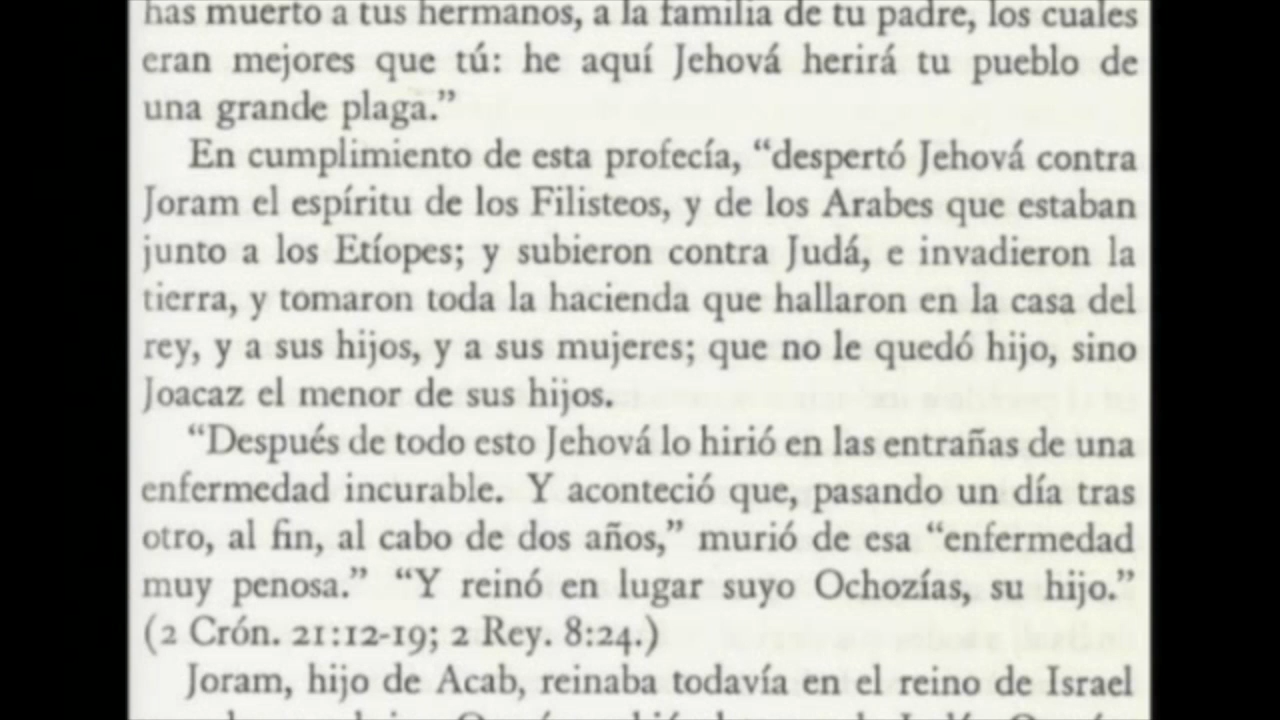 has muerto a tus hermanos, a la familia de tu padre, los cuales
eran mejores que tú: he aquí Jehová herirá tu pueblo de
una grande plaga.”
En cumplimiento de esta profecía, “despertó Jehová contra
Joram el espíritu de los Filisteos, y de los Arabes que estaban
junto a los Etíopes; y subieron contra Judá, e invadieron la
tierra, y tomaron toda la hacienda que hallaron en la casa del
rey, y a sus hijos, y a sus mujeres; que no le quedó hijo, sino
Joacaz el menor de sus hijos.
“Después de todo esto Jehová lo hirió en las entrañas de una
enfermedad incurable. Y aconteció que, pasando un día tras
otro, al fin, al cabo de dos años,” murió de esa “enfermedad
muy penosa.” “Y reinó en lugar suyo Ochozías, su hijo.”
(2 Crón. 21:12-19; 2 Rey. 8:24.)
Joram, hijo de Acab, reinaba todavía en el reino de Israel